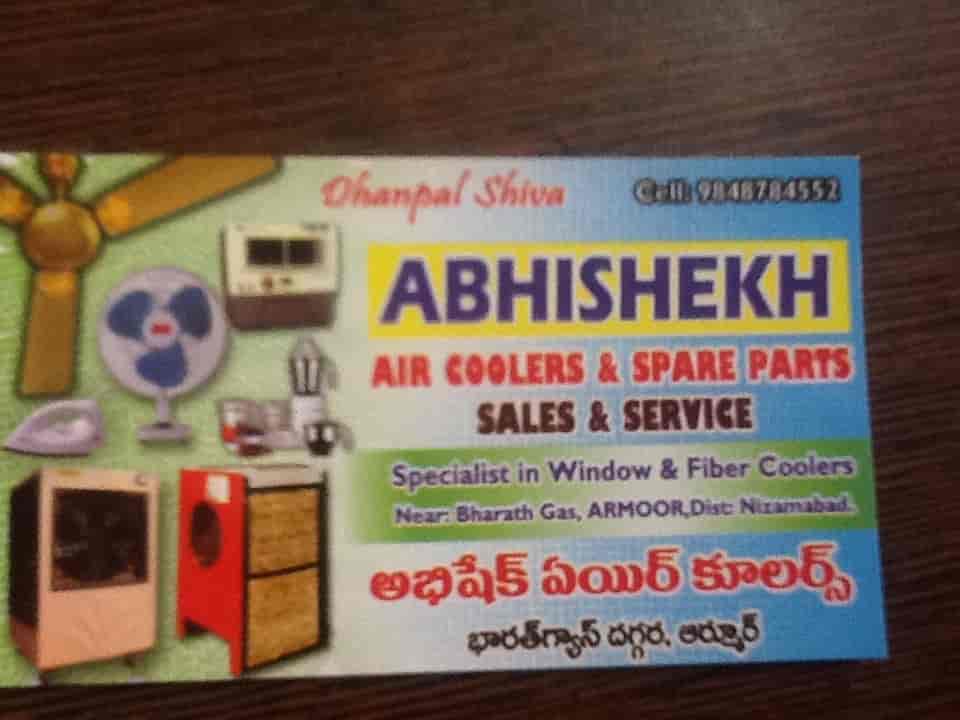 Dhanpal Shiva
Cell. 9848784552
ABHISHEKH
AIR COOLERS & SPARE PARTS
SALES & SERVICE
Specialist in Window & Fiber Coolers
Near: Bharath Gas, ARMOOR,Dist: Nizamabad.
అభిషేక్ ఏయిర్ కూలర్స్
భారత్‌గ్యాస్ దగ్గర, ఆర్మూర్